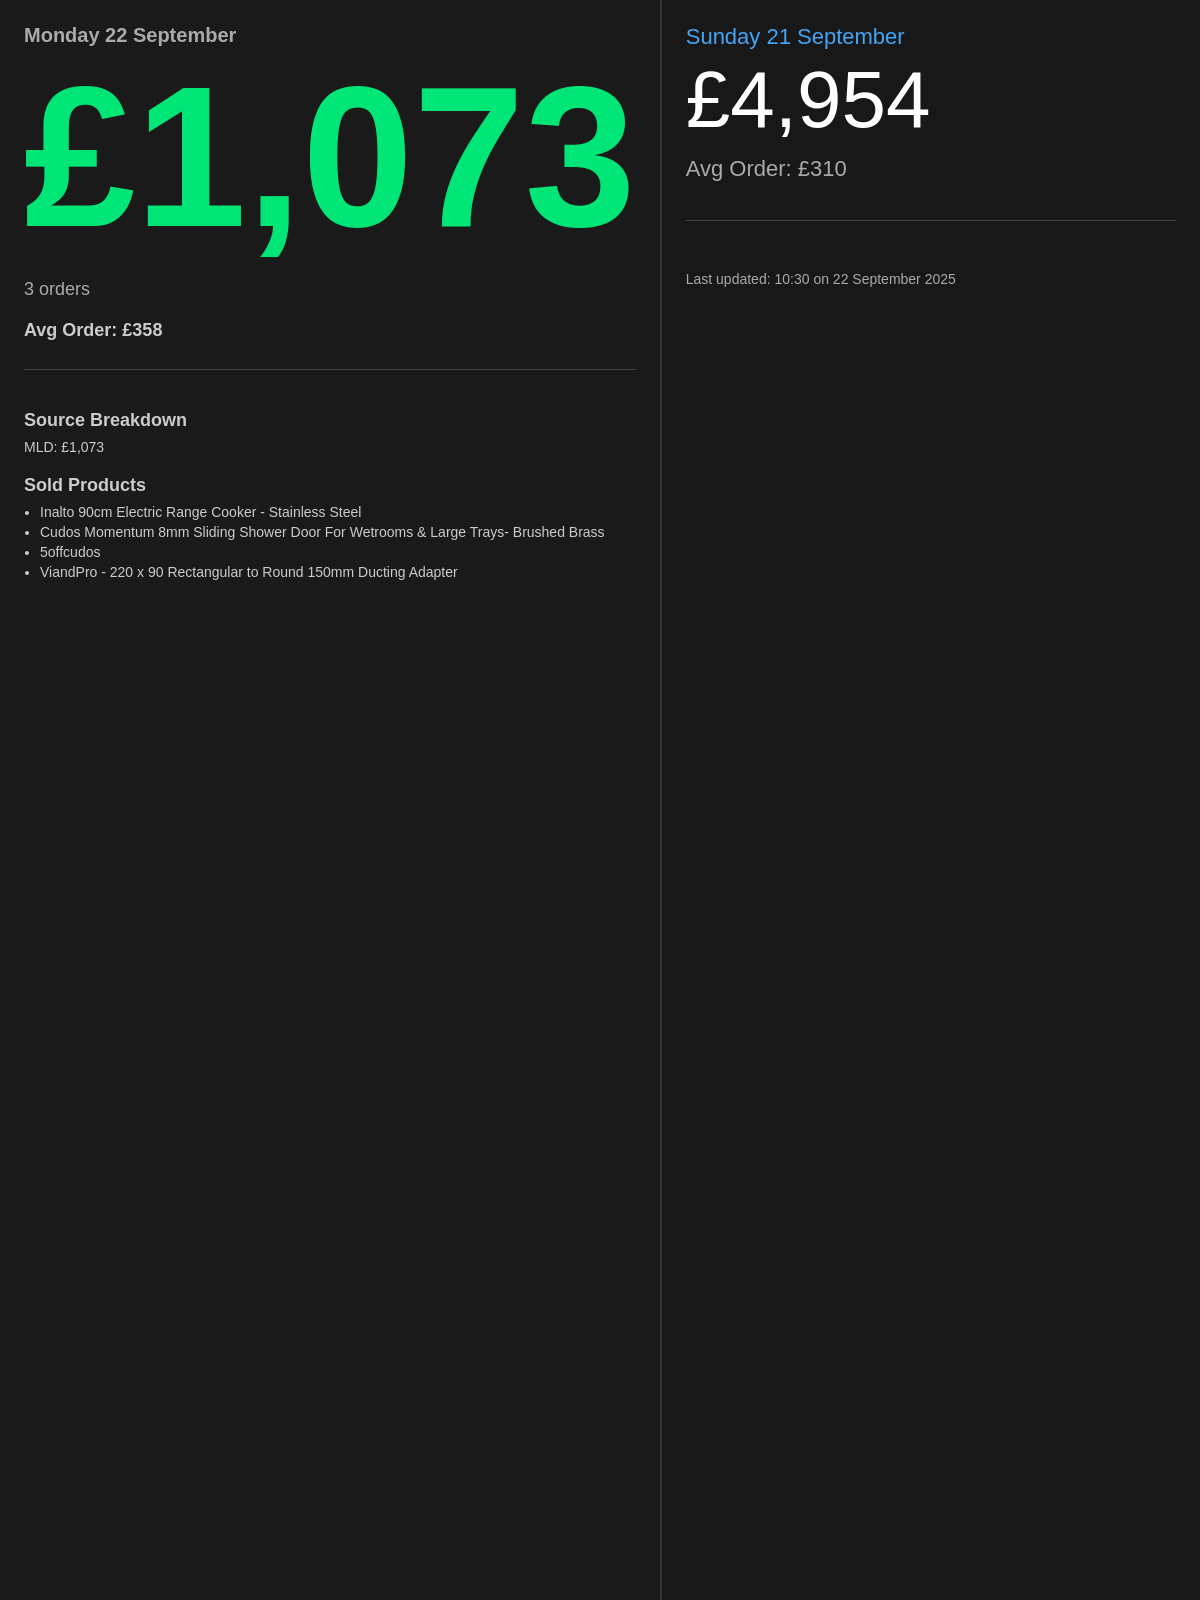 Monday 22 September
£1,073
3 orders
Avg Order: £358
Source Breakdown
MLD: £1,073
Sold Products
• Inalto 90cm Electric Range Cooker - Stainless Steel
• Cudos Momentum 8mm Sliding Shower Door For Wetrooms & Large Trays- Brushed Brass
• 5offcudos
• ViandPro - 220 x 90 Rectangular to Round 150mm Ducting Adapter
Sunday 21 September
£4,954
Avg Order: £310
Last updated: 10:30 on 22 September 2025